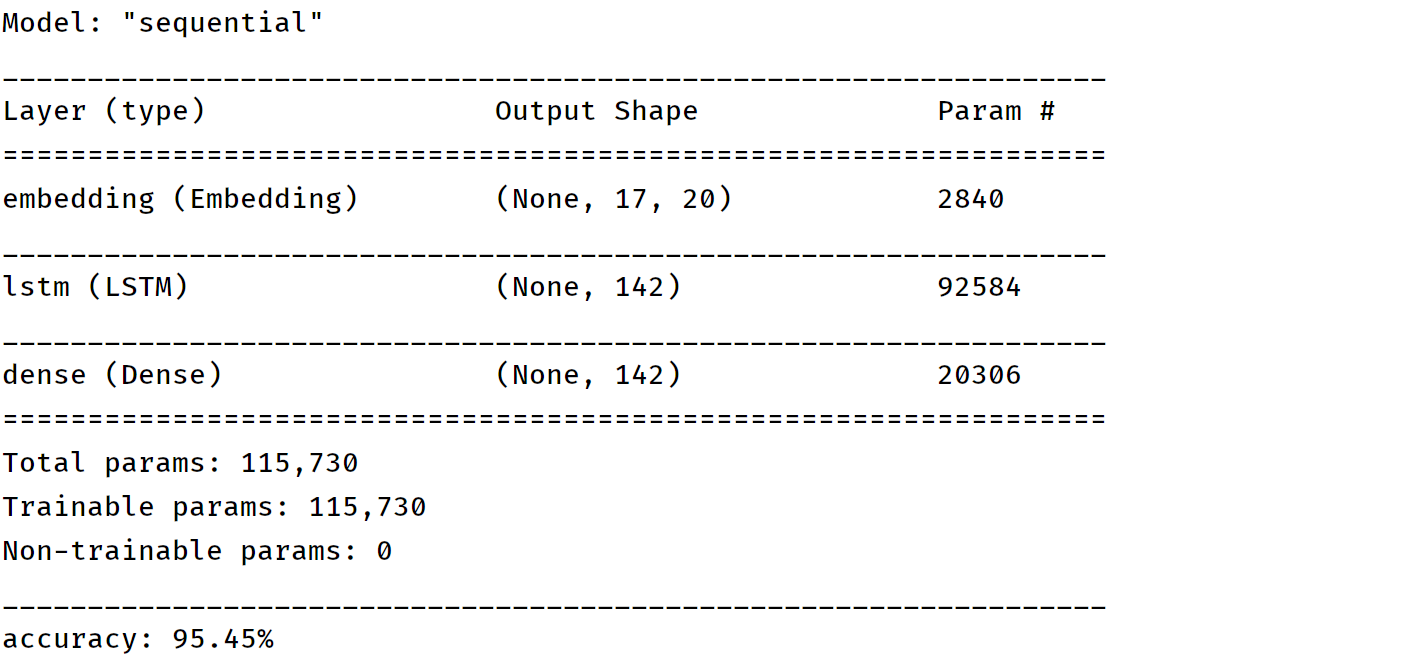 Model: "sequential"
_________________________________________________________________
Layer (type)                 Output Shape              Param #
=================================================================
embedding (Embedding)        (None, 17, 20)            2840
_________________________________________________________________
lstm (LSTM)                  (None, 142)               92584
_________________________________________________________________
dense (Dense)                (None, 142)               20306
=================================================================
Total params: 115,730
Trainable params: 115,730
Non-trainable params: 0
_________________________________________________________________
accuracy: 95.45%